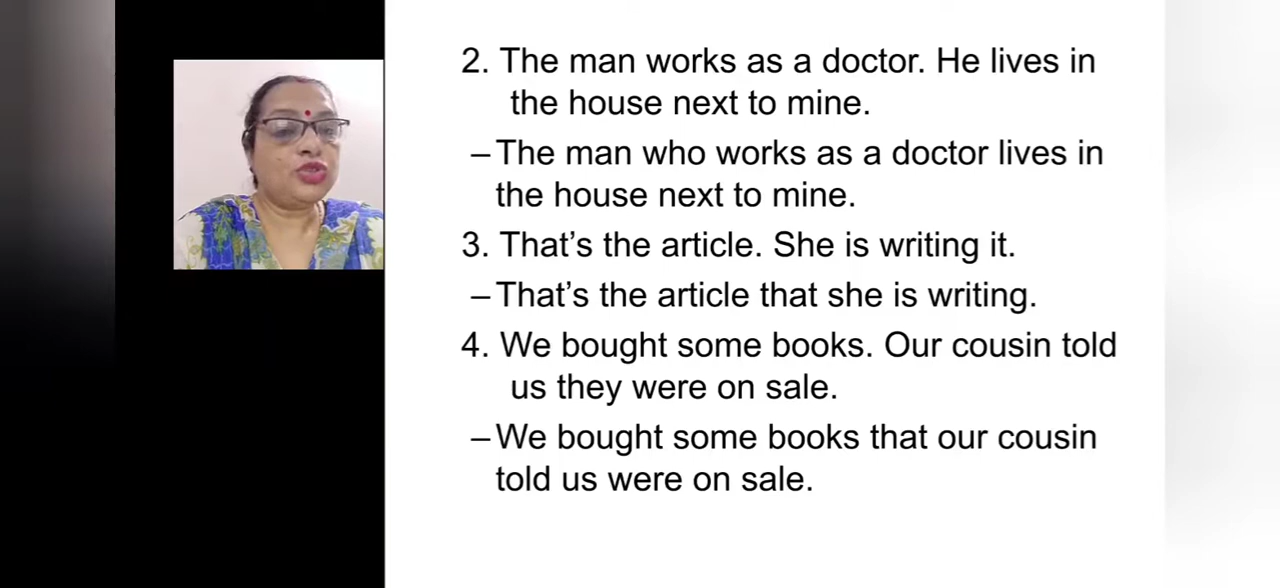 2. The man works as a doctor. He lives in
the house next to mine.
–The man who works as a doctor lives in
the house next to mine.
3. That’s the article. She is writing it.
–That’s the article that she is writing.
4. We bought some books. Our cousin told
us they were on sale.
–We bought some books that our cousin
told us were on sale.